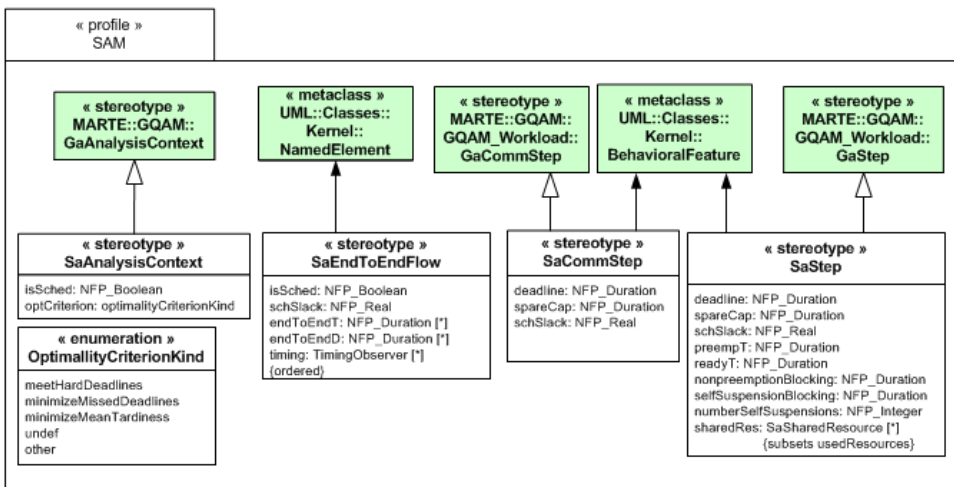 « profile »
SAM
« stereotype »
MARTE::GQAM::
GaAnalysisContext
« metaclass »
UML::Classes::
Kernel::
NamedElement
« stereotype »
MARTE::GQAM::
GQAM_Workload::
GaCommStep
« metaclass »
UML::Classes::
Kernel::
BehavioralFeature
« stereotype »
MARTE::GQAM::
GQAM_Workload::
GaStep
« stereotype »
SaAnalysisContext
isSched: NFP_Boolean
optCriterion: optimalityCriterionKind
« enumeration »
OptimallityCriterionKind
meetHardDeadlines
minimizeMissedDeadlines
minimizeMeanTardiness
undef
other
« stereotype »
SaEndToEndFlow
isSched: NFP_Boolean
schSlack: NFP_Real
endToEndT: NFP_Duration [*]
endToEndD: NFP_Duration [*]
timing: TimingObserver [*]
{ordered}
« stereotype »
SaCommStep
deadline: NFP_Duration
spareCap: NFP_Duration
schSlack: NFP_Real
« stereotype »
SaStep
deadline: NFP_Duration
spareCap: NFP_Duration
schSlack: NFP_Real
preempT: NFP_Duration
readyT: NFP_Duration
nonpreemptionBlocking: NFP_Duration
selfSuspensionBlocking: NFP_Duration
numberSelfSuspensions: NFP_Integer
sharedRes: SaSharedResource [*]
{subsets usedResources}